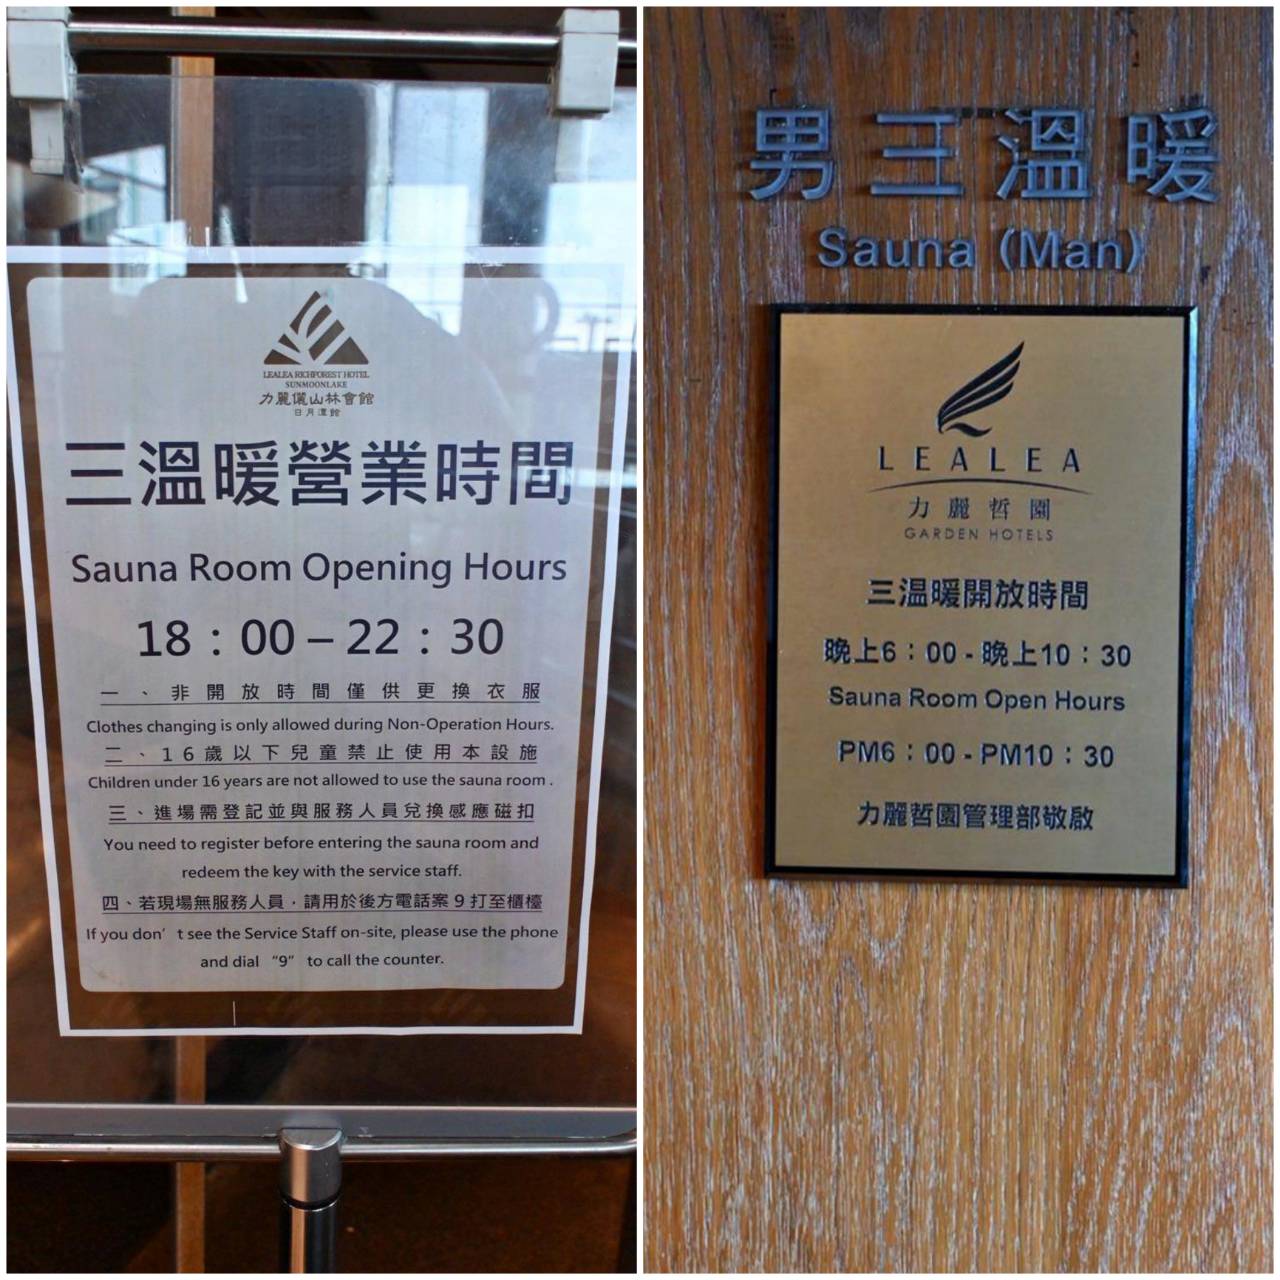 LEALEA RICHFOREST HOTEL
SUNMOONLAKE
力麗儷山林會館
日月潭館
三溫暖營業時間
Sauna Room Opening Hours
18：00 – 22：30
一、非開放時間僅供更換衣服
Clothes changing is only allowed during Non-Operation Hours.
二、16歲以下兒童禁止使用本設施
Children under 16 years are not allowed to use the sauna room .
三、進場需登記並與服務人員兌換感應磁扣
You need to register before entering the sauna room and
redeem the key with the service staff.
四、若現場無服務人員，請用於後方電話案9打至櫃檯
If you don’t see the Service Staff on-site, please use the phone
and dial “9” to call the counter.
男三溫暖
Sauna (Man)
LEALEA
力麗哲園
GARDEN HOTELS
三温暖開放時間
晚上6：00 - 晚上10：30
Sauna Room Open Hours
PM6：00 - PM10：30
力麗哲園管理部敬啟